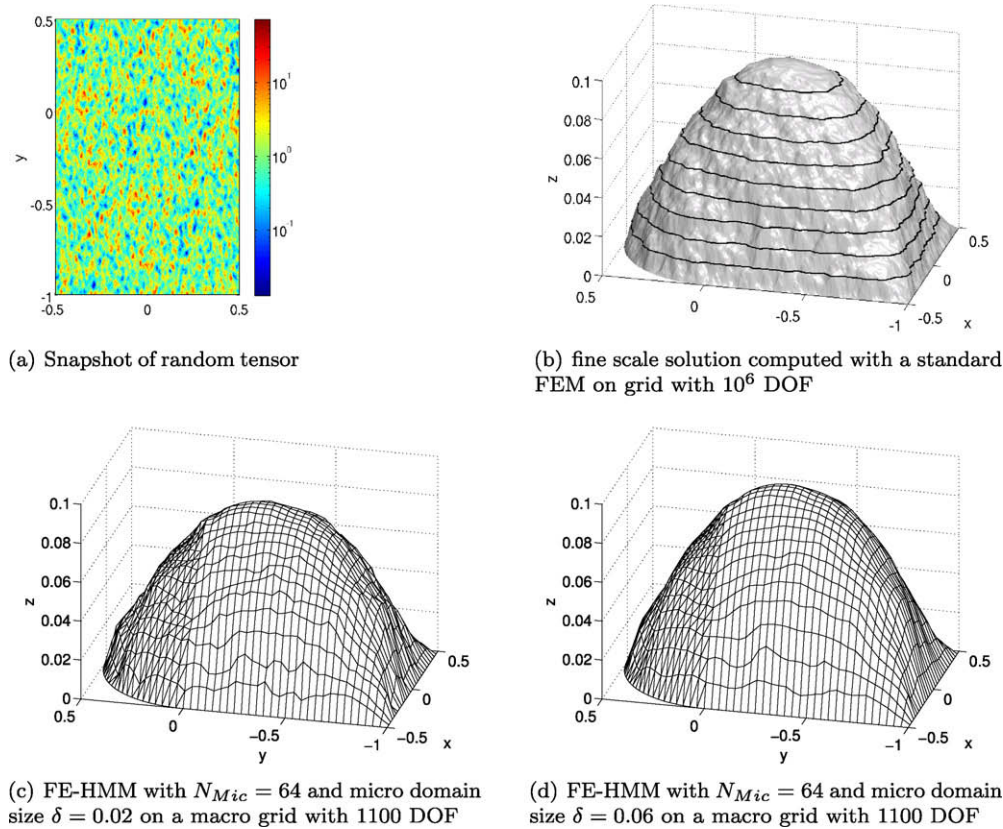 0.5
0
-0.5
-1
y
-0.5 0 0.5
10^1
10^0
10^-1
(a) Snapshot of random tensor
0.1
0.08
0.06
0.04
0.02
0
z
0.5 0 -0.5 -1
0.5
0
-0.5
x
(b) fine scale solution computed with a standard
FEM on grid with 10^6 DOF
0.1
0.08
0.06
0.04
0.02
0
z
0.5 0 -0.5 -1
y
0.5
0
-0.5
x
(c) FE-HMM with N_{Mic} = 64 and micro domain
size δ = 0.02 on a macro grid with 1100 DOF
0.1
0.08
0.06
0.04
0.02
0
z
0.5 0 -0.5 -1
y
0.5
0
-0.5
x
(d) FE-HMM with N_{Mic} = 64 and micro domain
size δ = 0.06 on a macro grid with 1100 DOF